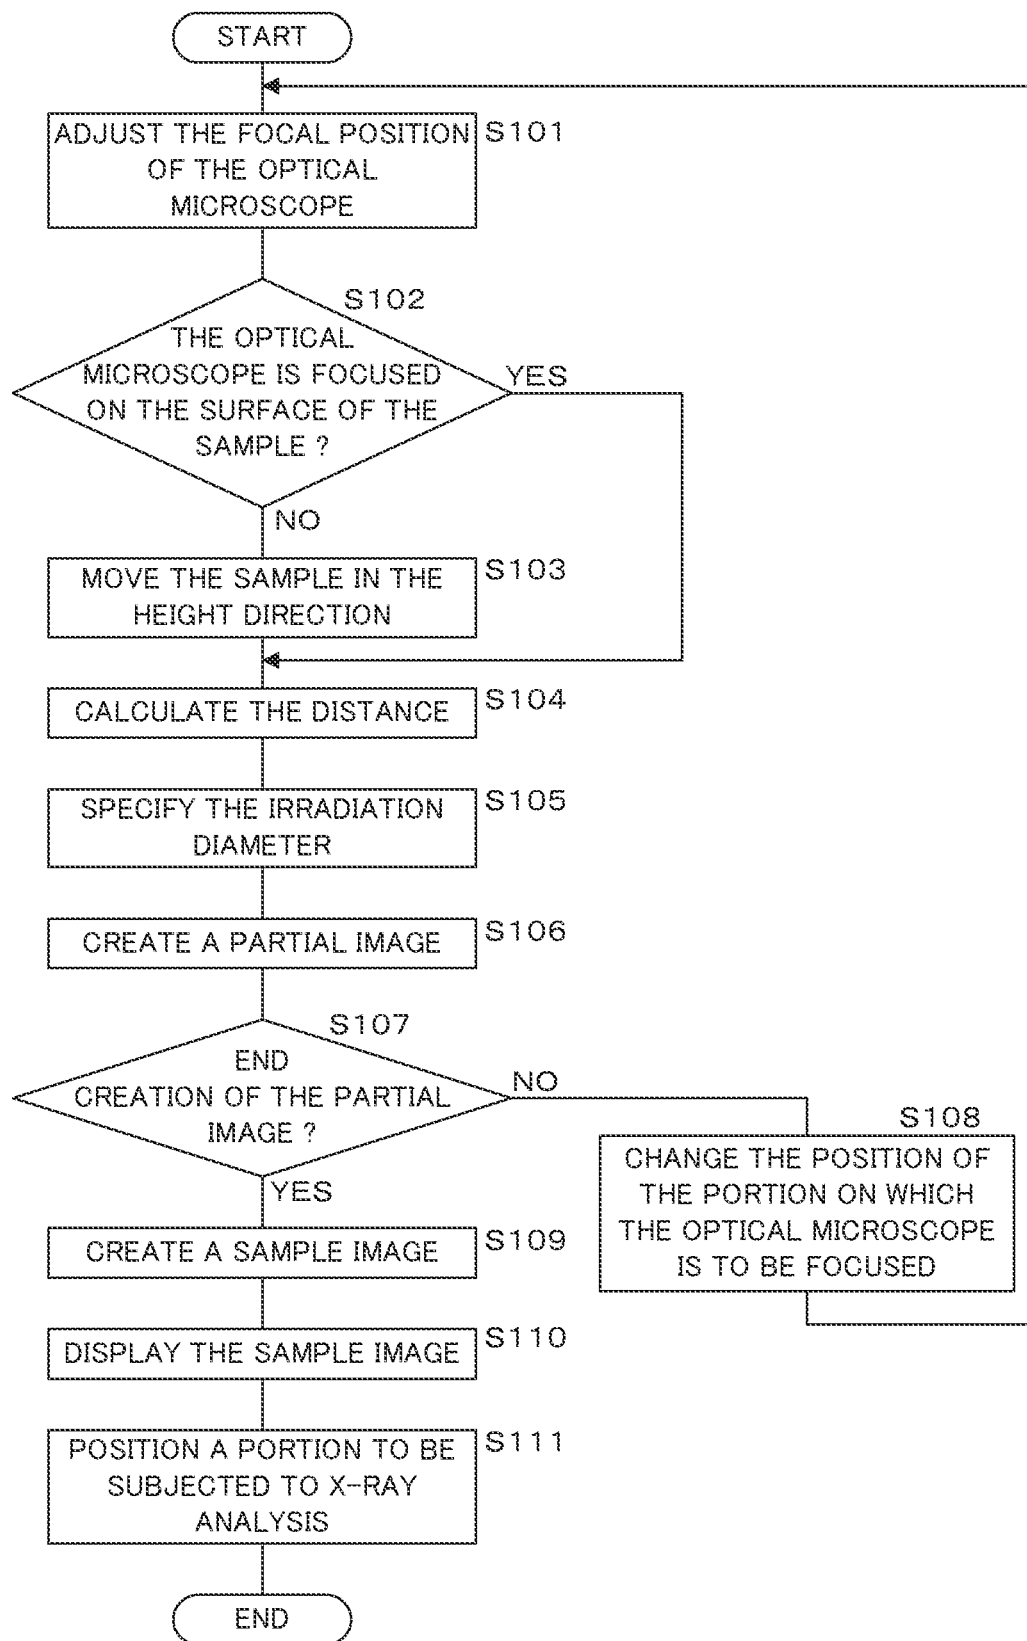 START
ADJUST THE FOCAL POSITION
OF THE OPTICAL
MICROSCOPE
S101
S102
THE OPTICAL
MICROSCOPE IS FOCUSED
ON THE SURFACE OF THE
SAMPLE ?
YES
NO
MOVE THE SAMPLE IN THE
HEIGHT DIRECTION
S103
CALCULATE THE DISTANCE
S104
SPECIFY THE IRRADIATION
DIAMETER
S105
CREATE A PARTIAL IMAGE
S106
S107
END
CREATION OF THE PARTIAL
IMAGE ?
NO
YES
S108
CHANGE THE POSITION OF
THE PORTION ON WHICH
THE OPTICAL MICROSCOPE
IS TO BE FOCUSED
CREATE A SAMPLE IMAGE
S109
DISPLAY THE SAMPLE IMAGE
S110
POSITION A PORTION TO BE
SUBJECTED TO X-RAY
ANALYSIS
S111
END